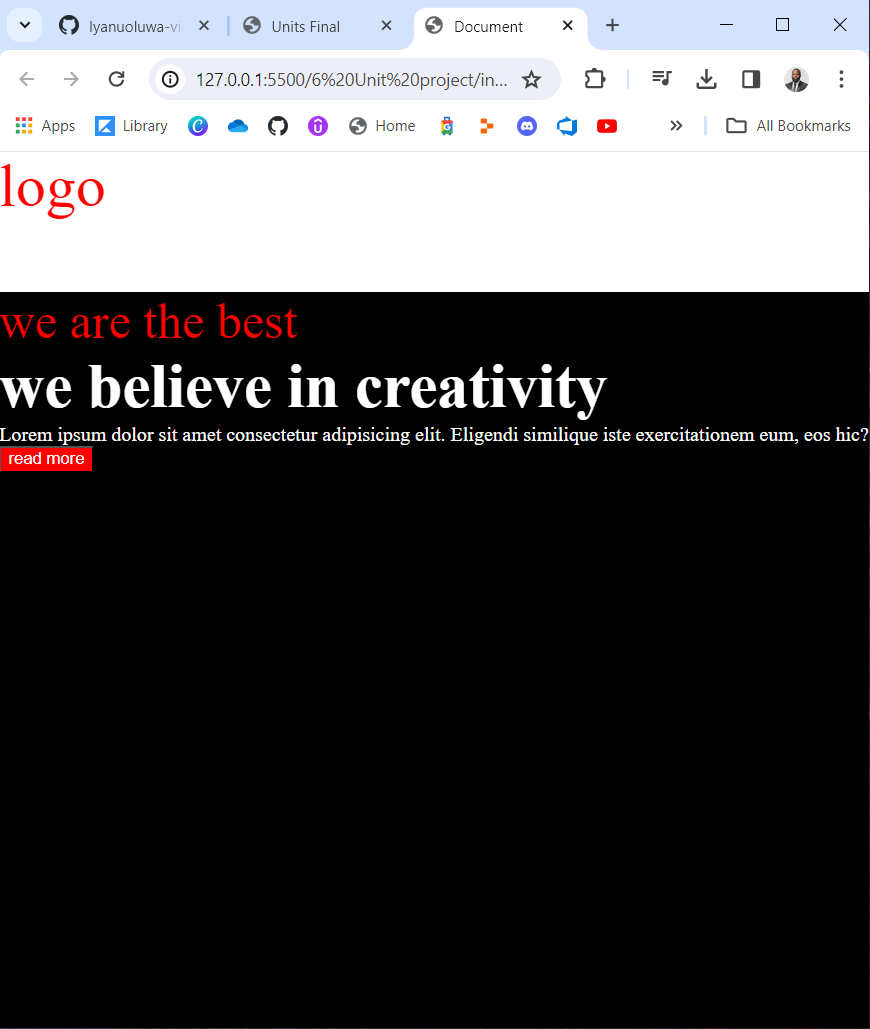 Iyanuoluwa-vi
Units Final
Document
127.0.0.1:5500/6%20Unit%20project/in...
Apps
Library
Home
All Bookmarks
logo
we are the best
we believe in creativity
Lorem ipsum dolor sit amet consectetur adipisicing elit. Eligendi similique iste exercitationem eum, eos hic?
read more